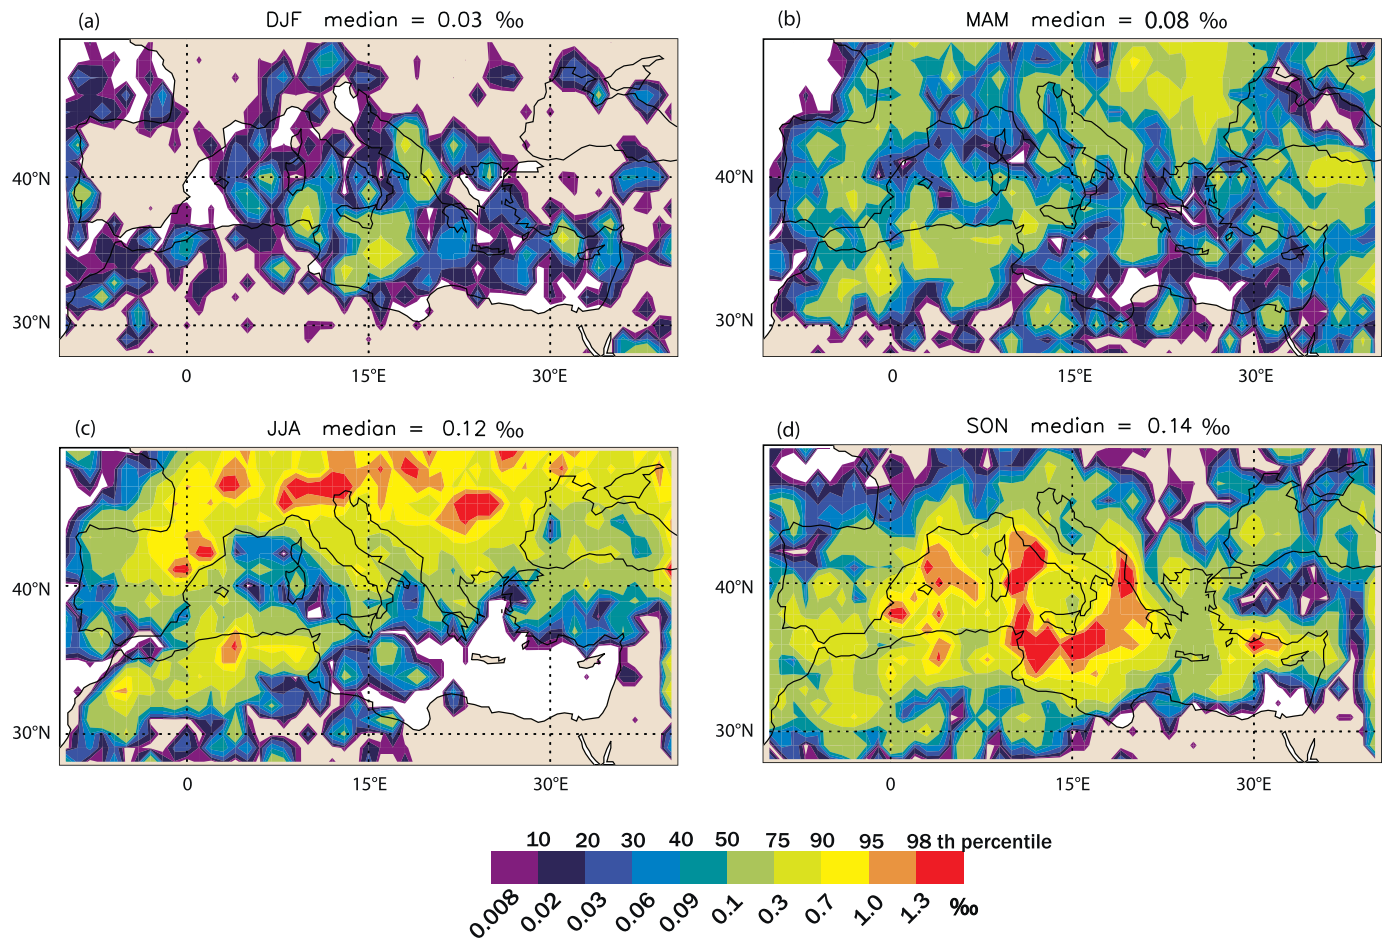 (a) DJF median = 0.03 ‰
(b) MAM median = 0.08 ‰
40°N
30°N
0 15°E 30°E
40°N
30°N
0 15°E 30°E
(c) JJA median = 0.12 ‰
(d) SON median = 0.14 ‰
40°N
30°N
0 15°E 30°E
40°N
30°N
0 15°E 30°E
10 20 30 40 50 75 90 95 98 th percentile
0.008 0.02 0.03 0.06 0.09 0.1 0.3 0.7 1.0 1.3 ‰